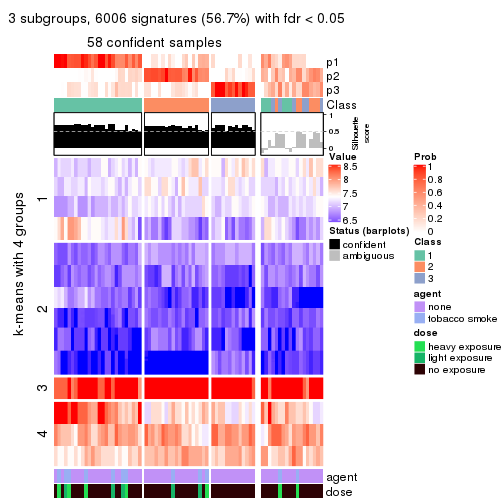 3 subgroups, 6006 signatures (56.7%) with fdr < 0.05
58 confident samples
p1
p2
p3
Class
1
0.5
0
Silhouette
score
k-means with 4 groups
1
2
3
4
agent
dose
Value
8.5
8
7.5
7
6.5
Status (barplots)
confident
ambiguous
Prob
1
0.8
0.6
0.4
0.2
0
Class
1
2
3
agent
none
tobacco smoke
dose
heavy exposure
light exposure
no exposure